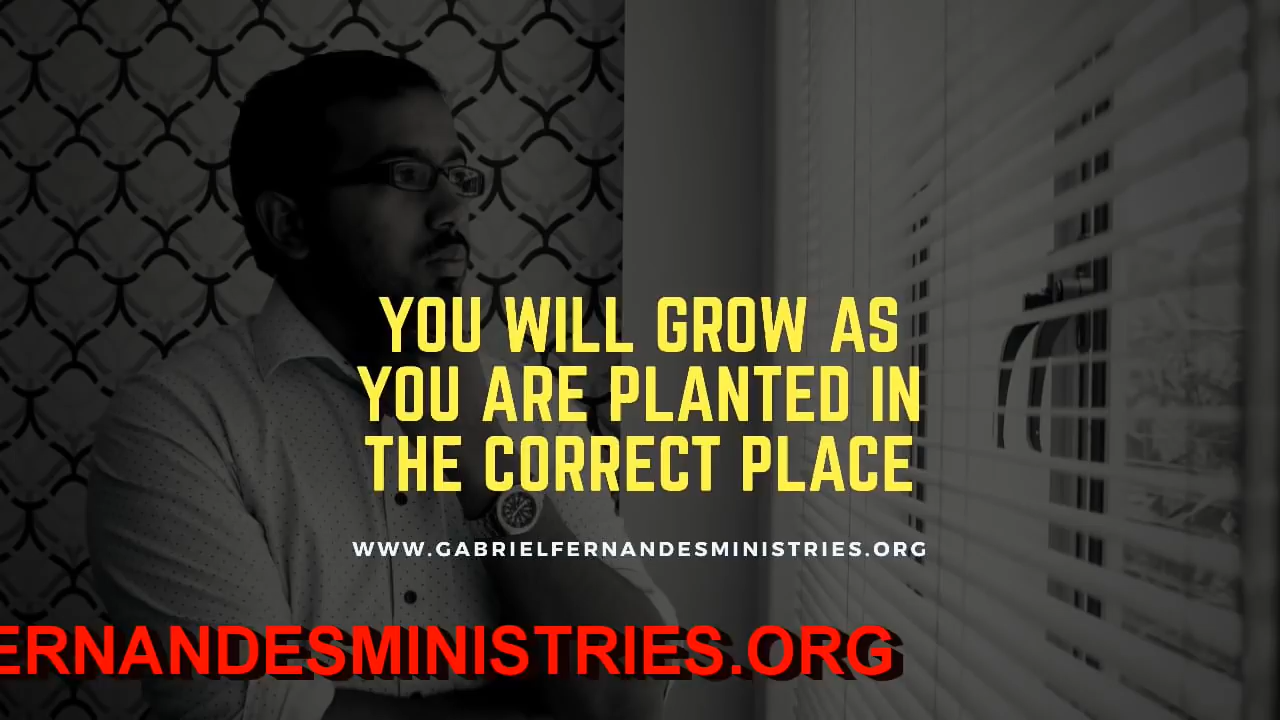 YOU WILL GROW AS
YOU ARE PLANTED IN
THE CORRECT PLACE
WWW.GABRIELFERNANDESMINISTRIES.ORG
ERNANDESMINISTRIES.ORG